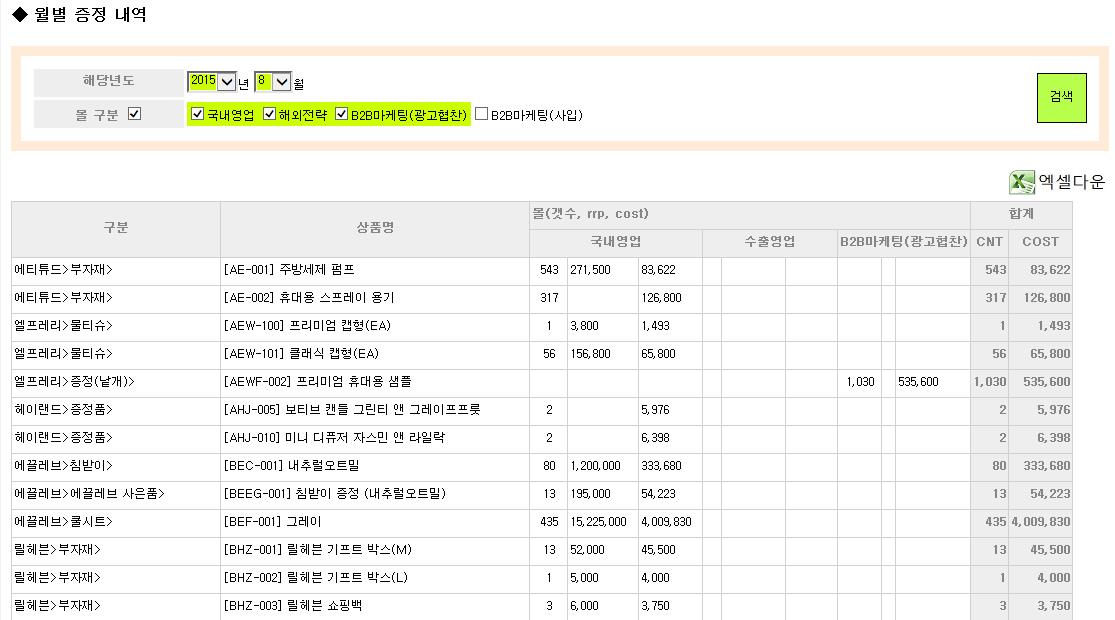 ◆ 월별 증정 내역
해당년도 2015 년 8 월
검색
몰 구분 국내영업 해외전략 B2B마케팅(광고협찬) B2B마케팅(사입)
엑셀다운
구분 상품명 몰(갯수, rrp, cost) 합계
국내영업 수출영업 B2B마케팅(광고협찬) CNT COST
에티튜드>부자재> [AE-001] 주방세제 펌프 543 271,500 83,622 543 83,622
에티튜드>부자재> [AE-002] 휴대용 스프레이 용기 317 126,800 317 126,800
엘프레리>물티슈> [AEW-100] 프리미엄 캡형(EA) 1 3,800 1,493 1 1,493
엘프레리>물티슈> [AEW-101] 클래식 캡형(EA) 56 156,800 65,800 56 65,800
엘프레리>증정(낱개)> [AEWF-002] 프리미엄 휴대용 샘플 1,030 535,600 1,030 535,600
헤이랜드>증정품> [AHJ-005] 보티브 캔들 그린티 앤 그레이프프룻 2 5,976 2 5,976
헤이랜드>증정품> [AHJ-010] 미니 디퓨저 자스민 앤 라일락 2 6,398 2 6,398
에끌레브>침받이> [BEC-001] 내추럴오트밀 80 1,200,000 333,680 80 333,680
에끌레브>에끌레브 사은품> [BEEG-001] 침받이 증정 (내추럴오트밀) 13 195,000 54,223 13 54,223
에끌레브>쿨시트> [BEF-001] 그레이 435 15,225,000 4,009,830 435 4,009,830
릴헤븐>부자재> [BHZ-001] 릴헤븐 기프트 박스(M) 13 52,000 45,500 13 45,500
릴헤븐>부자재> [BHZ-002] 릴헤븐 기프트 박스(L) 1 5,000 4,000 1 4,000
릴헤븐>부자재> [BHZ-003] 릴헤븐 쇼핑백 3 6,000 3,750 3 3,750